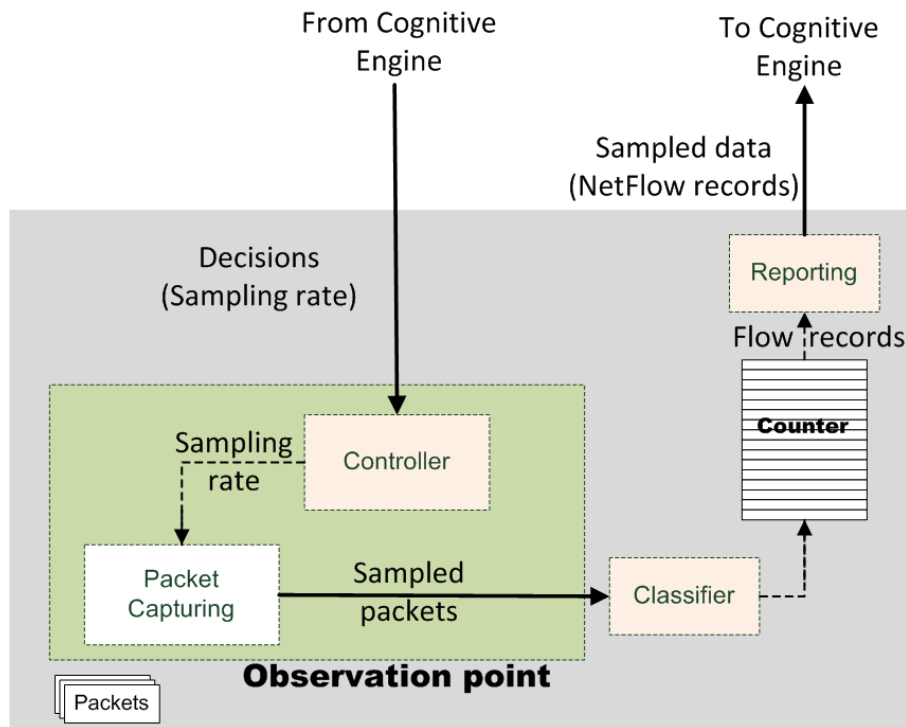 From Cognitive
Engine
To Cognitive
Engine
Sampled data
(NetFlow records)
Decisions
(Sampling rate)
Reporting
Flow records
Counter
Sampling
rate
Controller
Packet
Capturing
Sampled
packets
Classifier
Observation point
Packets